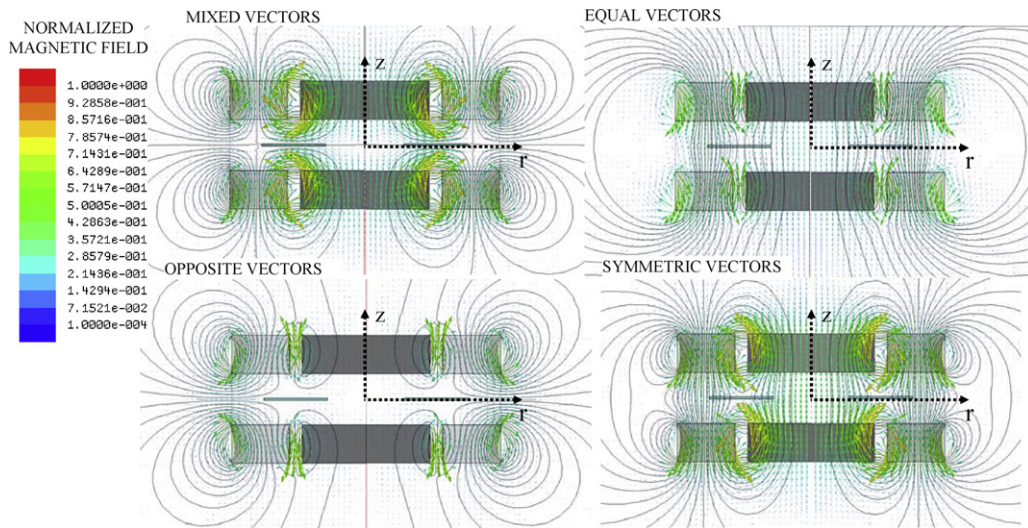 MIXED VECTORS
EQUAL VECTORS
NORMALIZED
MAGNETIC FIELD
1.0000e+000
9.2858e-001
8.5716e-001
7.8574e-001
7.1431e-001
6.4289e-001
5.7147e-001
5.0005e-001
4.2863e-001
3.5721e-001
2.8579e-001
2.1436e-001
1.4294e-001
7.1521e-002
1.0000e-004
z
r
z
r
OPPOSITE VECTORS
SYMMETRIC VECTORS
z
r
z
r